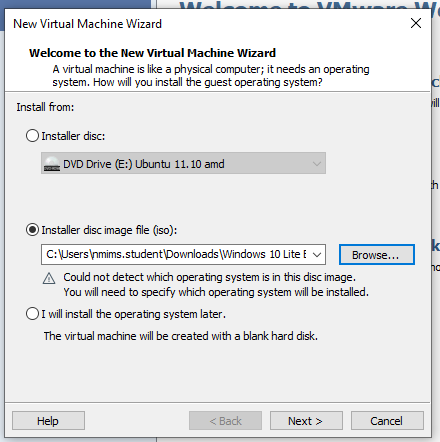 Welcome to VMware Wo
New Virtual Machine Wizard
Welcome to the New Virtual Machine Wizard
A virtual machine is like a physical computer; it needs an operating
system. How will you install the guest operating system?
Install from:
Installer disc:
DVD Drive (E:) Ubuntu 11.10 amd
Installer disc image file (iso):
C:\Users\nmims.student\Downloads\Windows 10 Lite E
Browse...
Could not detect which operating system is in this disc image.
You will need to specify which operating system will be installed.
I will install the operating system later.
The virtual machine will be created with a blank hard disk.
Help
< Back
Next >
Cancel